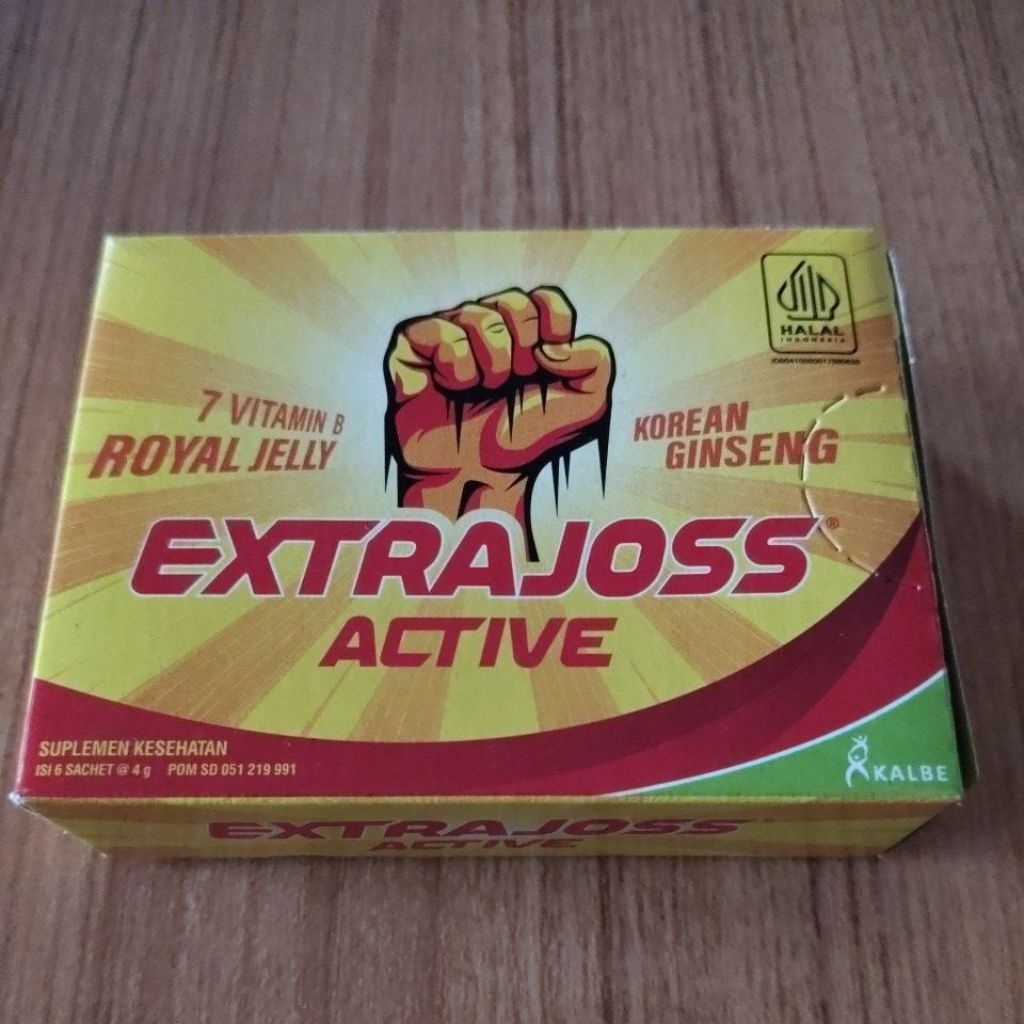 HALAL
INDONESIA
7 VITAMIN B
ROYAL JELLY
KOREAN
GINSENG
EXTRAJOSS®
ACTIVE
SUPLEMEN KESEHATAN
ISI 6 SACHET @ 4 g POM SD 051 219 991
KALBE
EXTRAJOSS
ACTIVE